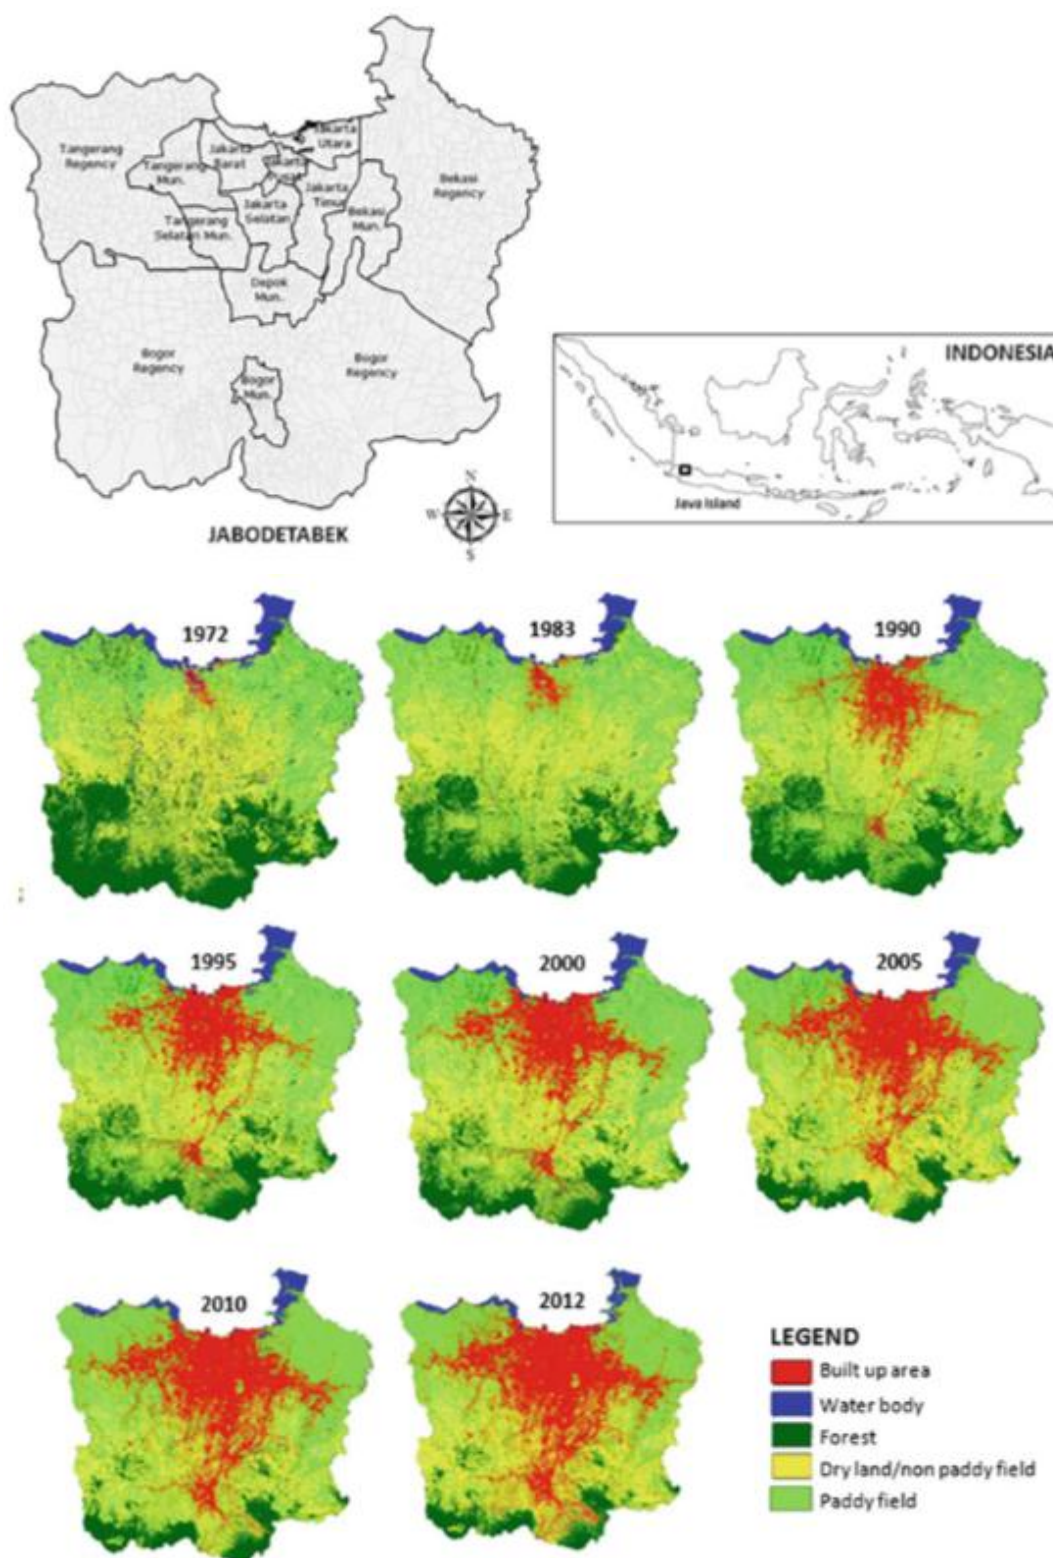 Jakarta
Utara
Tangerang
Regency
Jakarta
Barat
Tangerang
Mun.
Jakarta
Bekasi
Regency
Jakarta
Timur
Jakarta
Selatan
Bekasi
Mun.
Tangerang
Selatan Mun.
Depok
Mun.
Bogor
Regency
Bogor
Regency
Bogor
Mun.
JABODETABEK
N
W
E
S
INDONESIA
Java Island
1972
1983
1990
1995
2000
2005
2010
2012
LEGEND
Built up area
Water body
Forest
Dry land/non paddy field
Paddy field